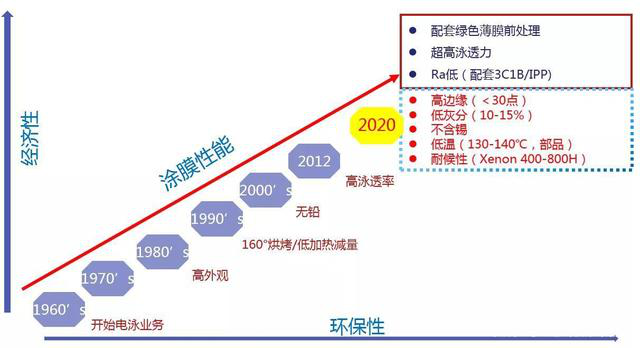 配套绿色薄膜前处理
超高泳透力
Ra低（配套3C1B/IPP)
高边缘（＜30点）
低灰分（10-15%）
不含锡
低温（130-140℃，部品）
耐候性（Xenon 400-800H）
经济性
涂膜性能
2020
2012
高泳透率
2000’s
无铅
1990’s
160°烘烤/低加热减量
1980’s
高外观
1970’s
1960’s
开始电泳业务
环保性